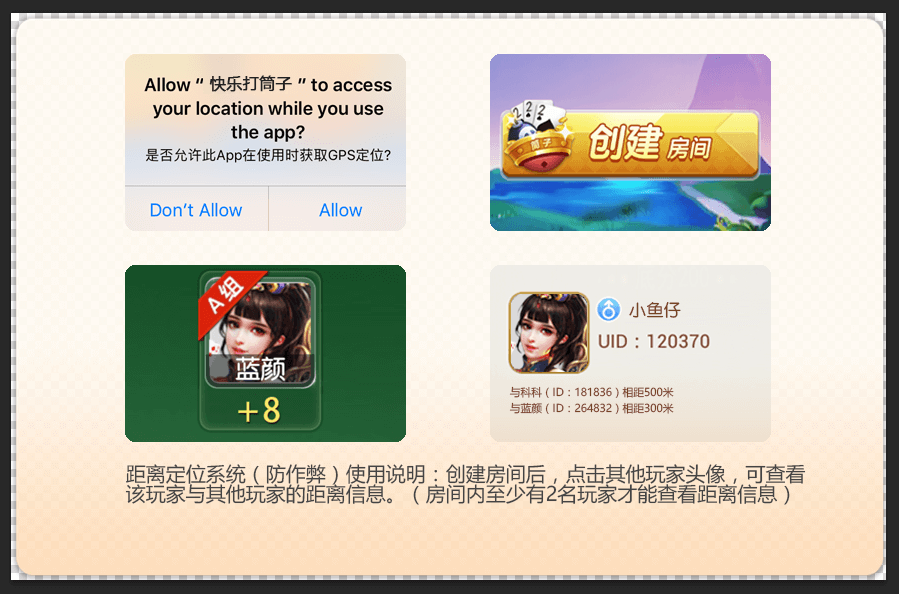 Allow “ 快乐打筒子 ” to access
your location while you use
the app?
是否允许此App在使用时获取GPS定位?
Don’t Allow
Allow
2 2 2
筒子
创建 房间
A组
蓝颜
+8
小鱼仔
UID：120370
与科科（ID：181836）相距500米
与蓝颜（ID：264832）相距300米
距离定位系统（防作弊）使用说明：创建房间后，点击其他玩家头像，可查看
该玩家与其他玩家的距离信息。（房间内至少有2名玩家才能查看距离信息）